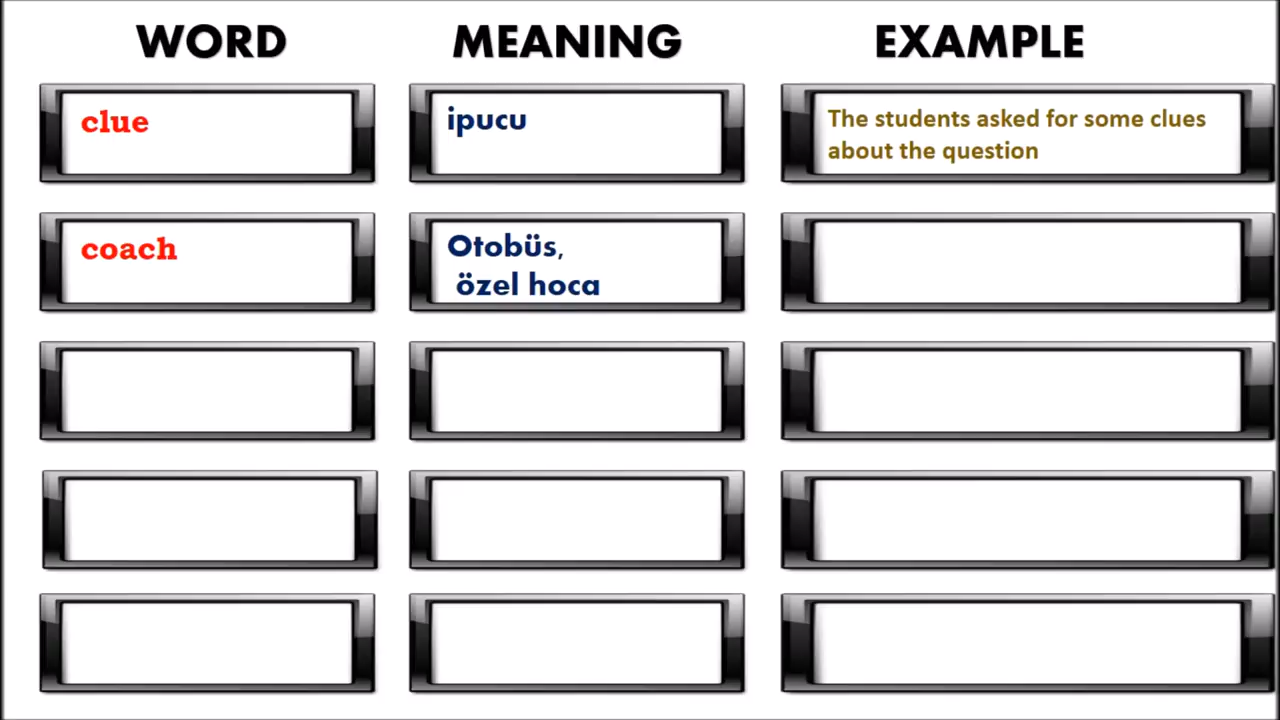 WORD MEANING EXAMPLE
clue
ipucu
The students asked for some clues
about the question
coach
Otobüs,
özel hoca